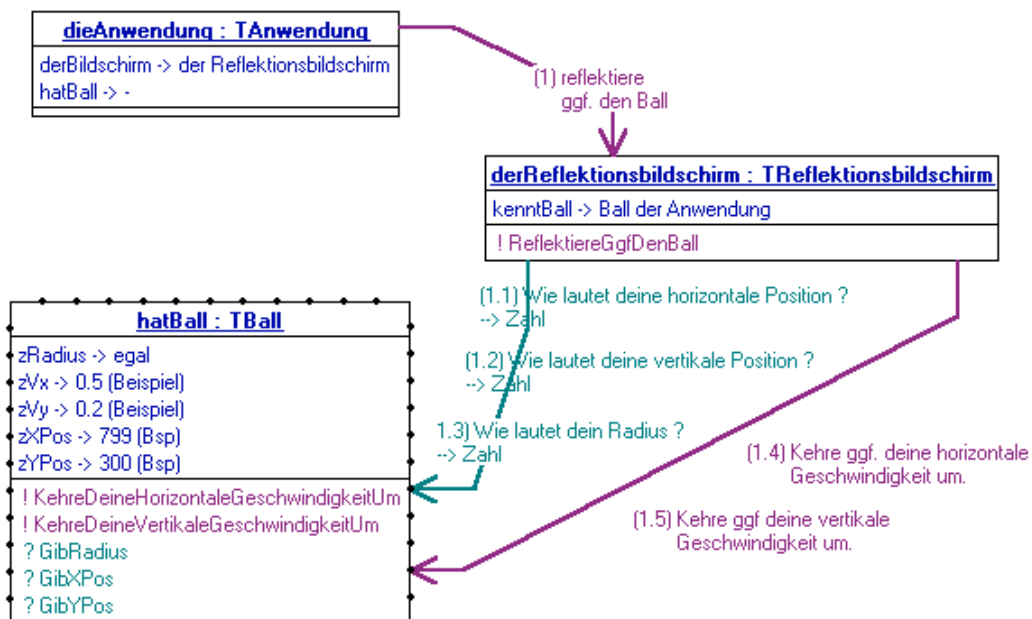 dieAnwendung : TAnwendung
derBildschirm -> der Reflektionsbildschirm
hatBall -> -
(1) reflektiere
ggf. den Ball
derReflektionsbildschirm : TReflektionsbildschirm
kenntBall -> Ball der Anwendung
! ReflektiereGgfDenBall
(1.1) Wie lautet deine horizontale Position ?
--> Zahl
(1.2) Wie lautet deine vertikale Position ?
--> Zahl
1.3) Wie lautet dein Radius ?
--> Zahl
(1.4) Kehre ggf. deine horizontale
Geschwindigkeit um.
(1.5) Kehre ggf deine vertikale
Geschwindigkeit um.
hatBall : TBall
zRadius -> egal
zVx -> 0.5 (Beispiel)
zVy -> 0.2 (Beispiel)
zXPos -> 799 (Bsp)
zYPos -> 300 (Bsp)
! KehreDeineHorizontaleGeschwindigkeitUm
! KehreDeineVertikaleGeschwindigkeitUm
? GibRadius
? GibXPos
? GibYPos